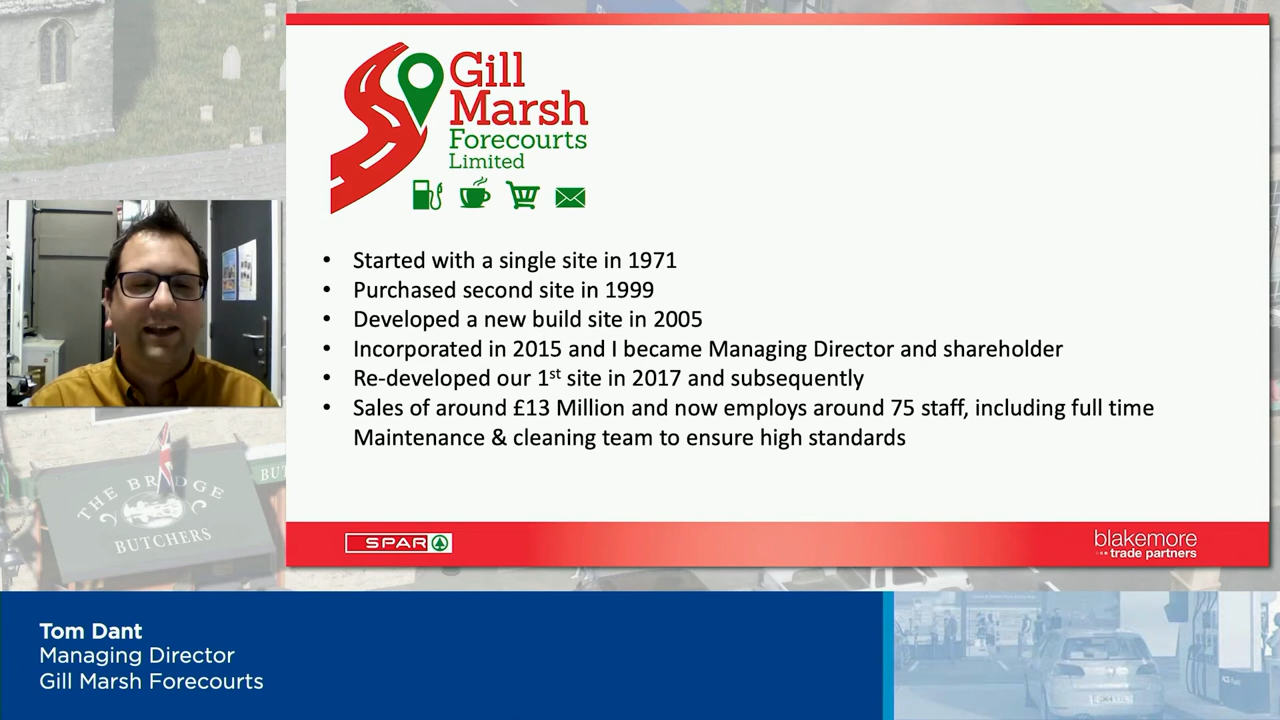 Gill
Marsh
Forecourts
Limited
• Started with a single site in 1971
• Purchased second site in 1999
• Developed a new build site in 2005
• Incorporated in 2015 and I became Managing Director and shareholder
• Re-developed our 1st site in 2017 and subsequently
• Sales of around £13 Million and now employs around 75 staff, including full time
Maintenance & cleaning team to ensure high standards
THE BRIDGE
BUTCHERS
BUT
SPAR
blakemore
trade partners
Tom Dant
Managing Director
Gill Marsh Forecourts